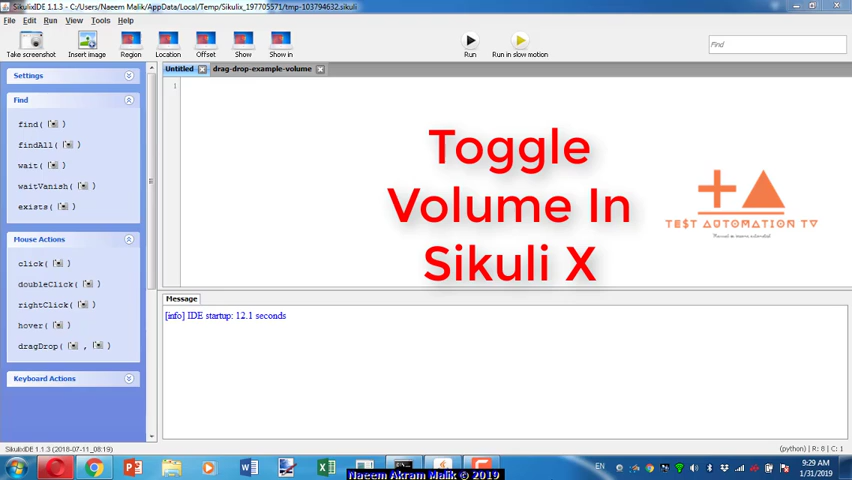 SikulixIDE 1.1.3 - C:/Users/Naeem Malik/AppData/Local/Temp/Sikulix_197705571/tmp-103794632.sikuli
File Edit Run View Tools Help
Take screenshot Insert image Region Location Offset Show Show in Run Run in slow motion Find
Settings
Untitled drag-drop-example-volume
1
Find
find( )
findAll( )
wait( )
waitVanish( )
exists( )
Mouse Actions
click( )
doubleClick( )
rightClick( )
hover( )
dragDrop( , )
Keyboard Actions
Toggle
Volume In
Sikuli X
TEST AUTOMATION TV
Message
[info] IDE startup: 12.1 seconds
SikulixIDE 1.1.3 (2018-07-11_08:19) (python) | R: 8 | C: 1
EN
9:29 AM
1/31/2019
Naeem Akram Malik © 2019